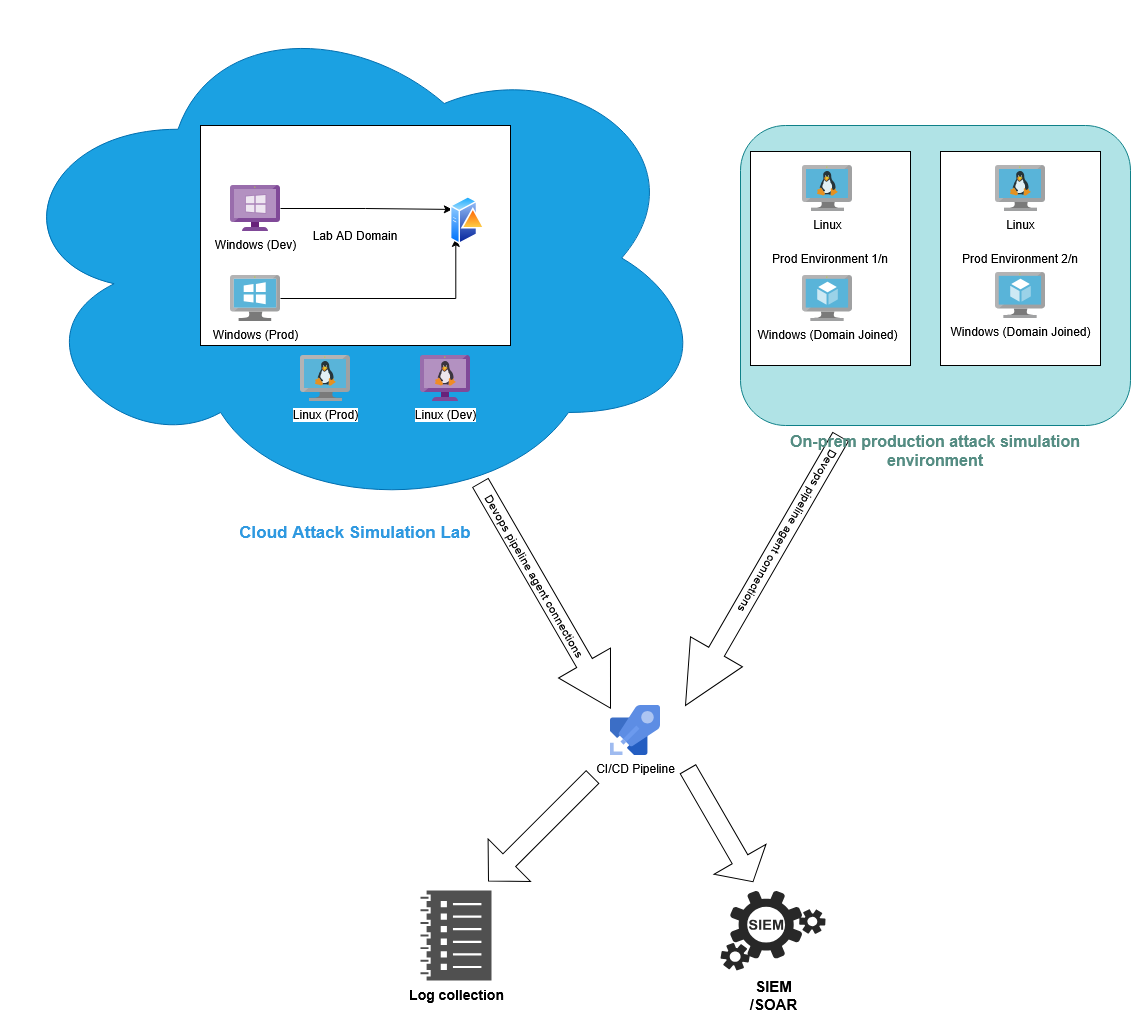 Windows (Dev)
Lab AD Domain
Windows (Prod)
Linux (Prod)
Linux (Dev)
Cloud Attack Simulation Lab
Linux
Prod Environment 1/n
Windows (Domain Joined)
Linux
Prod Environment 2/n
Windows (Domain Joined)
On-prem production attack simulation
environment
Devops pipeline agent connections
Devops pipeline agent connections
CI/CD Pipeline
Log collection
SIEM
SIEM
/SOAR